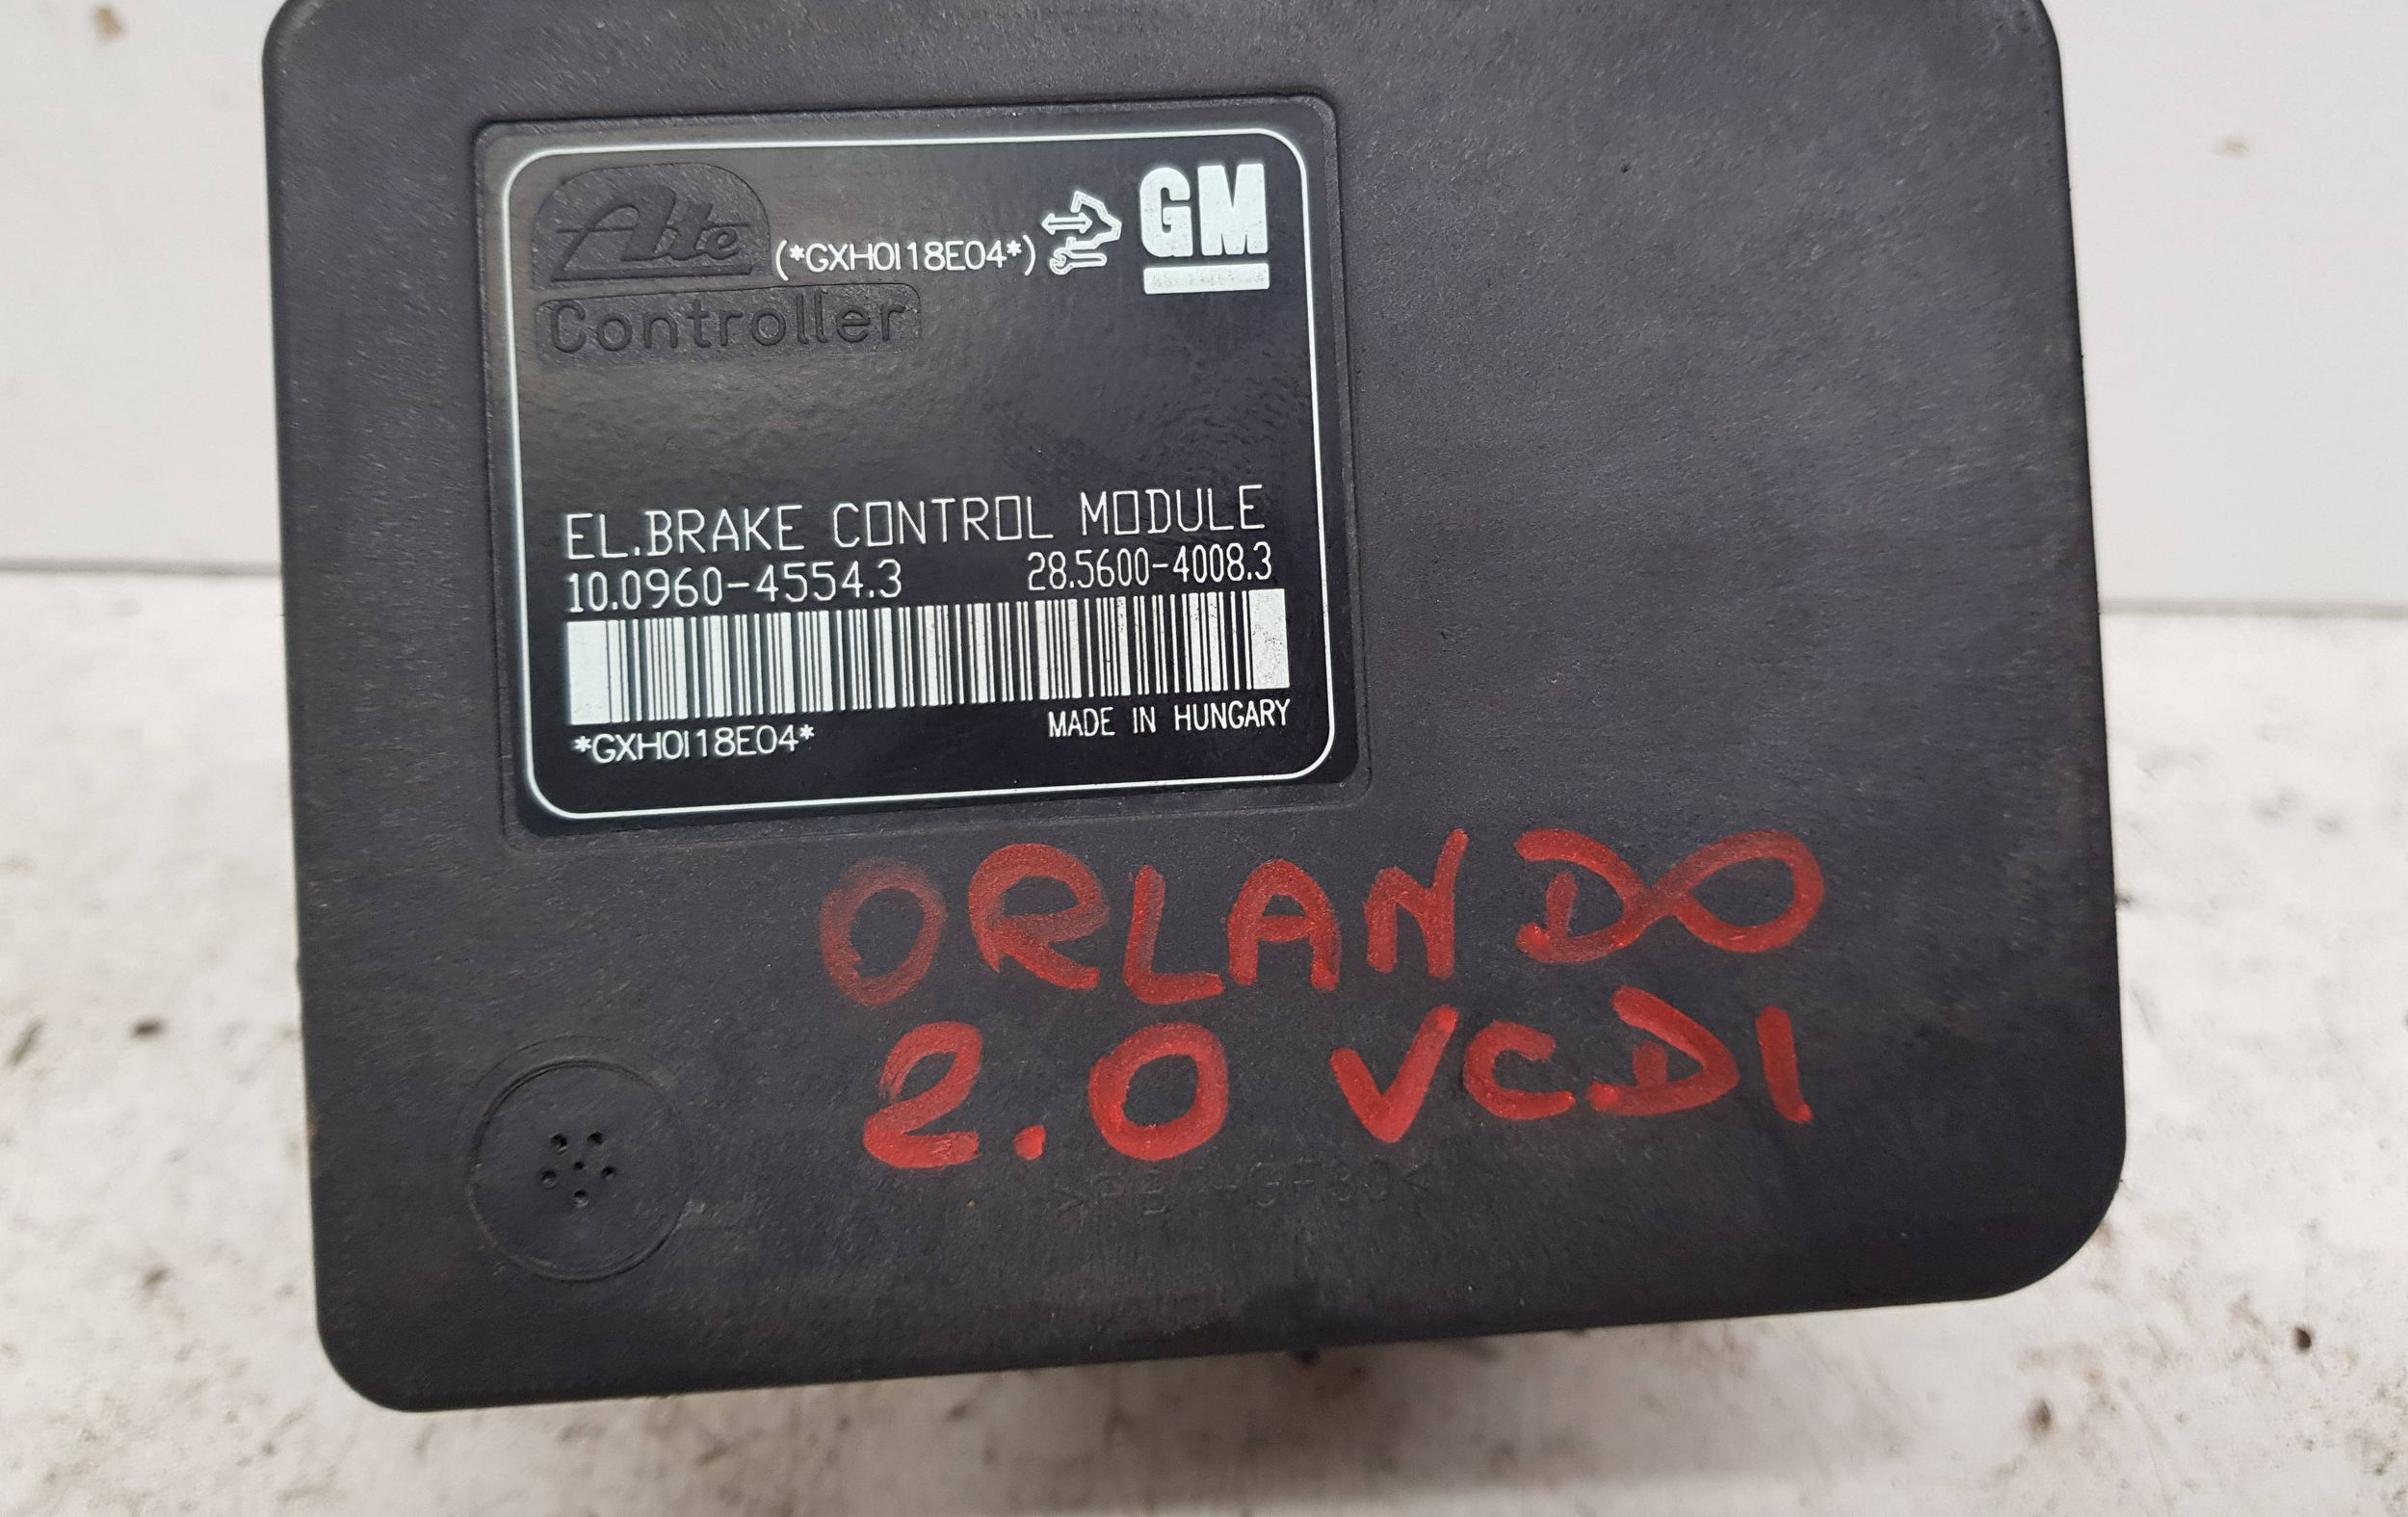 Ate
(*GXH0I18E04*)
GM
Controller
EL.BRAKE CONTROL MODULE
10.0960-4554.3 28.5600-4008.3
*GXH0I18E04*
MADE IN HUNGARY
ORLANDO
2.0 VCDI